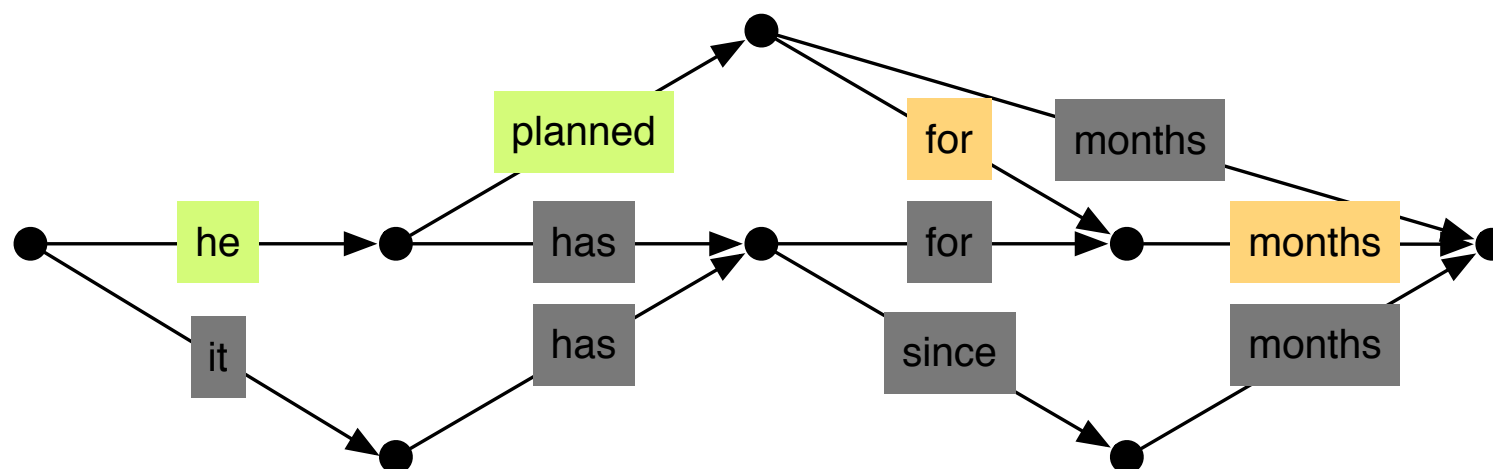 planned
for
months
he
has
for
months
it
has
since
months